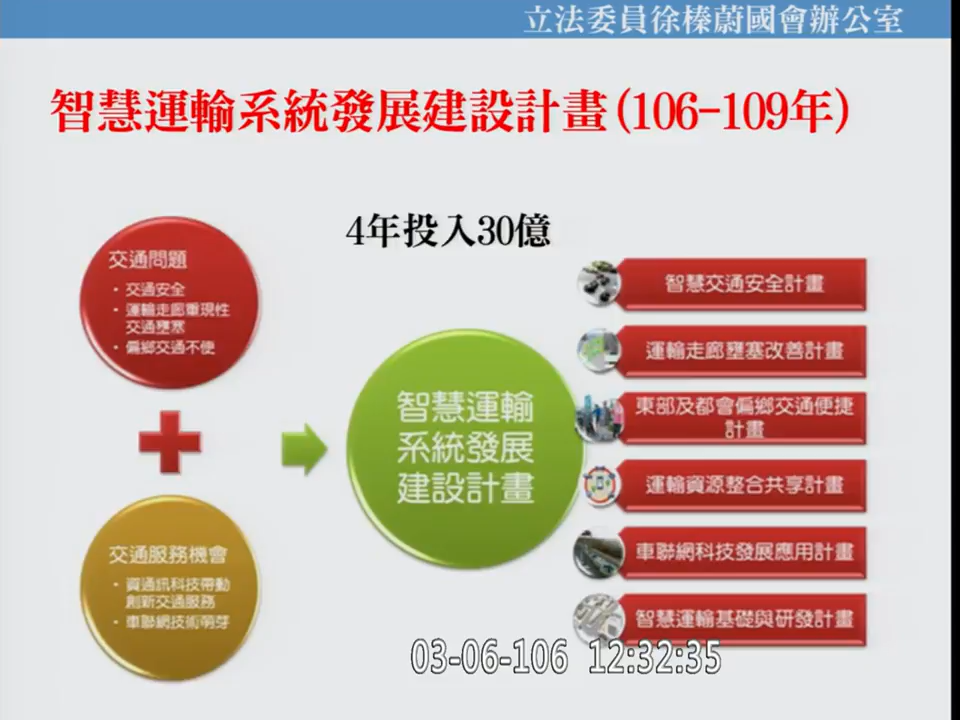 立法委員徐榛蔚國會辦公室
智慧運輸系統發展建設計畫(106-109年)
4年投入30億
交通問題
・交通安全
・運輸走廊重現性
交通壅塞
・偏鄉交通不便
交通服務機會
・資通訊科技帶動
創新交通服務
・車聯網技術萌芽
智慧運輸
系統發展
建設計畫
智慧交通安全計畫
運輸走廊壅塞改善計畫
東部及都會偏鄉交通便捷
計畫
運輸資源整合共享計畫
車聯網科技發展應用計畫
智慧運輸基礎與研發計畫
03-06-106 12:32:35